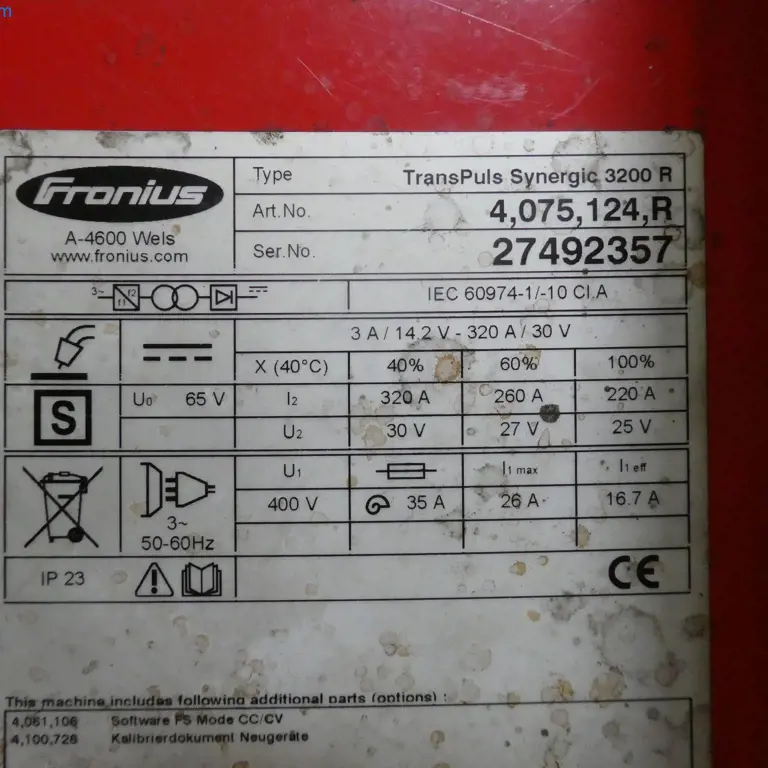 m
Fronius
A-4600 Wels
www.fronius.com
Type TransPuls Synergic 3200 R
Art.No. 4,075,124,R
Ser.No. 27492357
3~ f1 f2 IEC 60974-1/-10 Cl.A
3 A / 14.2 V - 320 A / 30 V
X (40°C) 40% 60% 100%
S U0 65 V I2 320 A 260 A 220 A
U2 30 V 27 V 25 V
U1 I1 max I1 eff
400 V 35 A 26 A 16.7 A
3~
50-60Hz
IP 23 CE
This machine includes following additional parts (options) :
4,061,106 Software FS Mode CC/CV
4,100,726 Kalibrierdokument Neugeräte